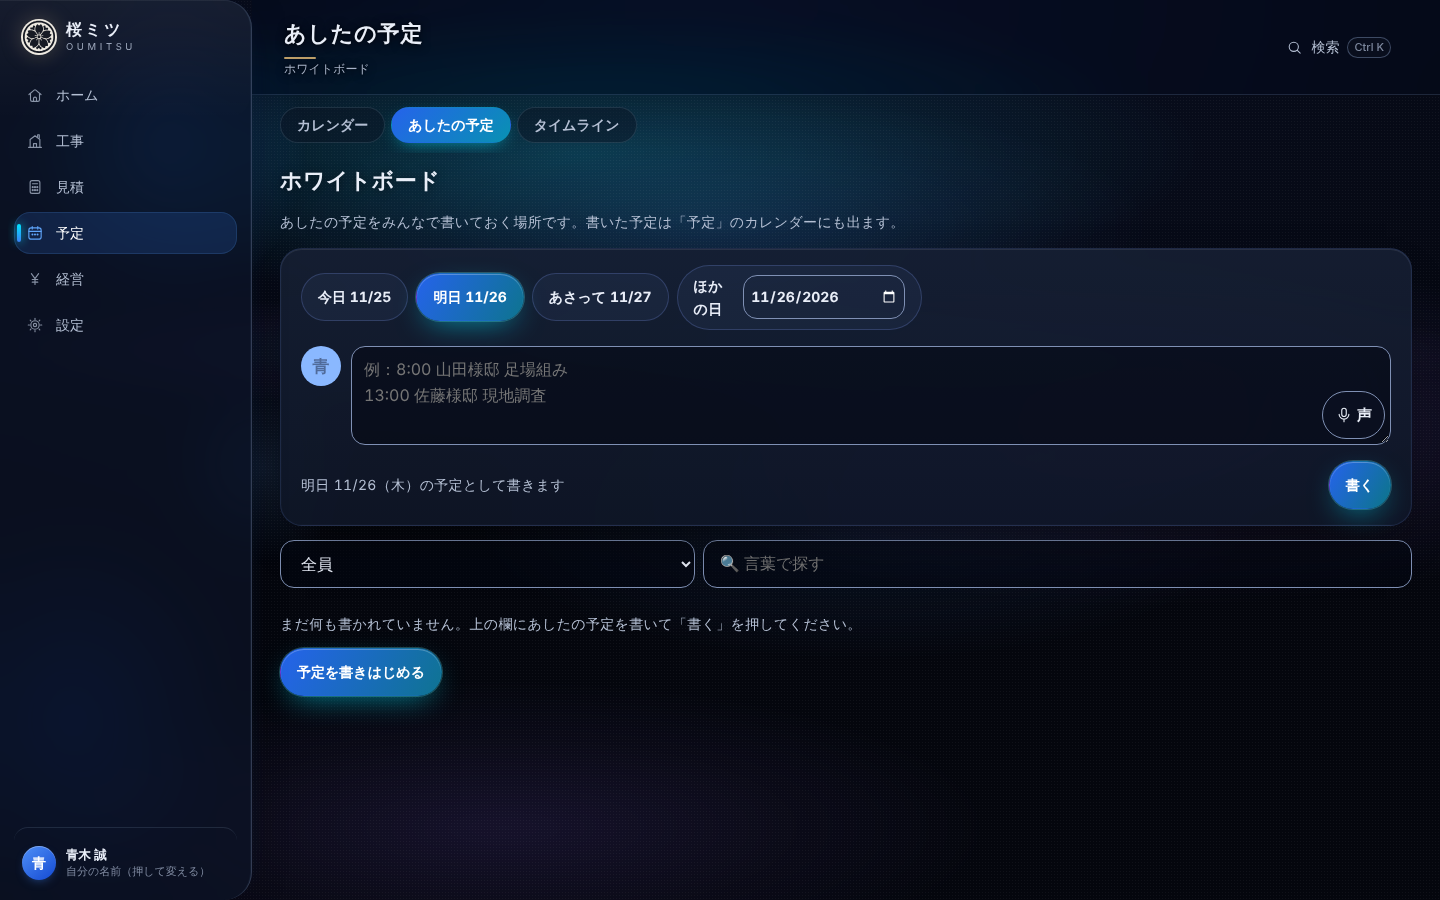 桜ミツ
OUMITSU
ホーム
工事
見積
予定
経営
設定
青
青木 誠
自分の名前（押して変える）
あしたの予定
ホワイトボード
検索 Ctrl K
カレンダー あしたの予定 タイムライン
ホワイトボード
あしたの予定をみんなで書いておく場所です。書いた予定は「予定」のカレンダーにも出ます。
今日 11/25 明日 11/26 あさって 11/27 ほか
の日 11/26/2026
青
例：8:00 山田様邸 足場組み
13:00 佐藤様邸 現地調査
声
明日 11/26（木）の予定として書きます
書く
全員
🔍 言葉で探す
まだ何も書かれていません。上の欄にあしたの予定を書いて「書く」を押してください。
予定を書きはじめる